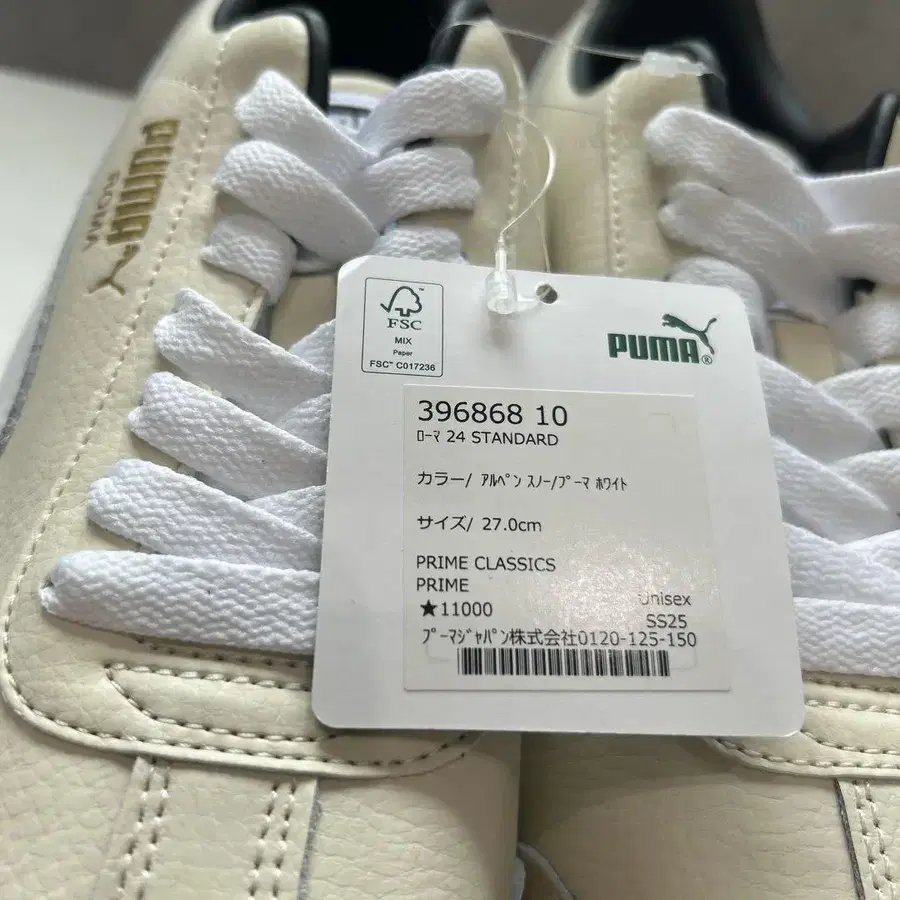 PUMA
ROMA
FSC™
MIX
Paper
FSC™ C017236
PUMA®
396868 10
ﾛｰﾏ 24 STANDARD
カラー/ ｱﾙﾍﾟﾝ ｽﾉｰ/ﾌﾟｰﾏ ﾎﾜｲﾄ
サイズ/ 27.0cm
PRIME CLASSICS
PRIME
Unisex
★11000
SS25
ﾌﾟｰﾏｼﾞｬﾊﾟﾝ株式会社0120-125-150